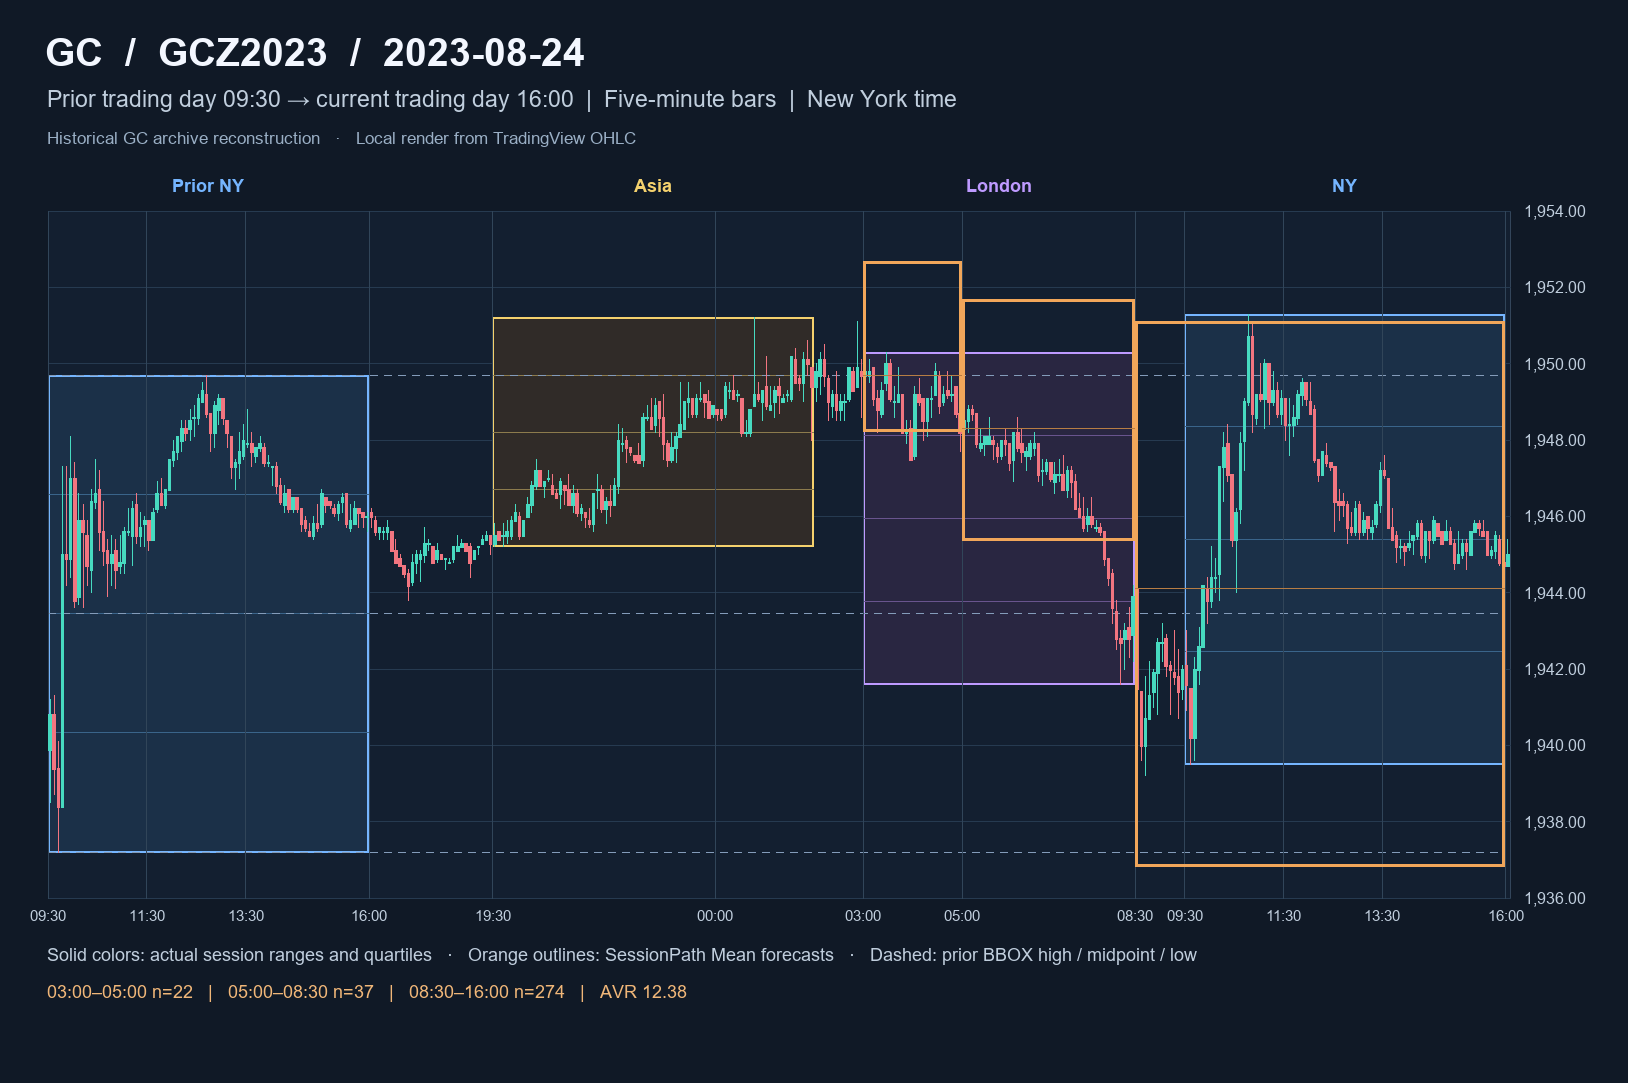 GC / GCZ2023 / 2023-08-24
Prior trading day 09:30 → current trading day 16:00 | Five-minute bars | New York time
Historical GC archive reconstruction · Local render from TradingView OHLC
Prior NY Asia London NY
1,954.00
1,952.00
1,950.00
1,948.00
1,946.00
1,944.00
1,942.00
1,940.00
1,938.00
1,936.00
09:30 11:30 13:30 16:00 19:30 00:00 03:00 05:00 08:30 09:30 11:30 13:30 16:00
Solid colors: actual session ranges and quartiles · Orange outlines: SessionPath Mean forecasts · Dashed: prior BBOX high / midpoint / low
03:00–05:00 n=22 | 05:00–08:30 n=37 | 08:30–16:00 n=274 | AVR 12.38